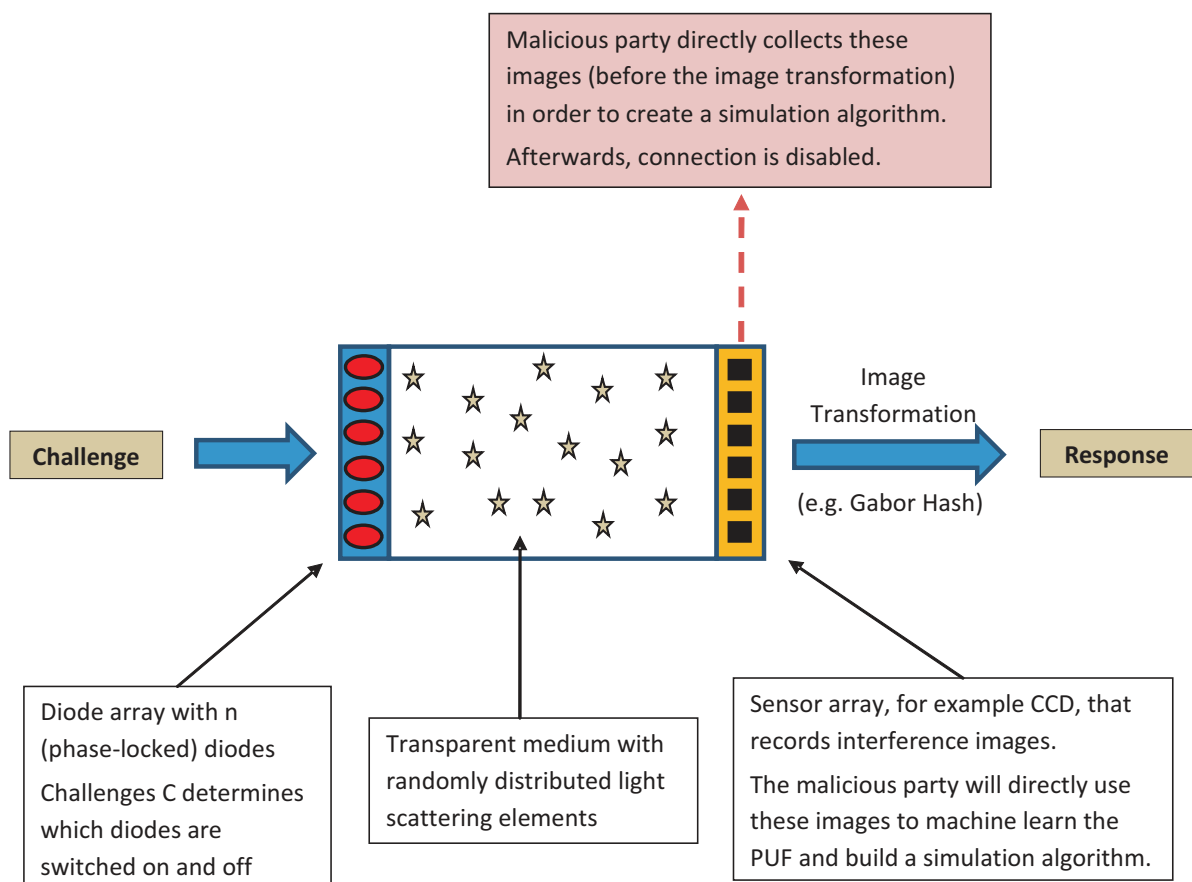 Malicious party directly collects these
images (before the image transformation)
in order to create a simulation algorithm.
Afterwards, connection is disabled.
Image
Transformation
Challenge
Response
(e.g. Gabor Hash)
Diode array with n
(phase-locked) diodes
Challenges C determines
which diodes are
switched on and off
Transparent medium with
randomly distributed light
scattering elements
Sensor array, for example CCD, that
records interference images.
The malicious party will directly use
these images to machine learn the
PUF and build a simulation algorithm.